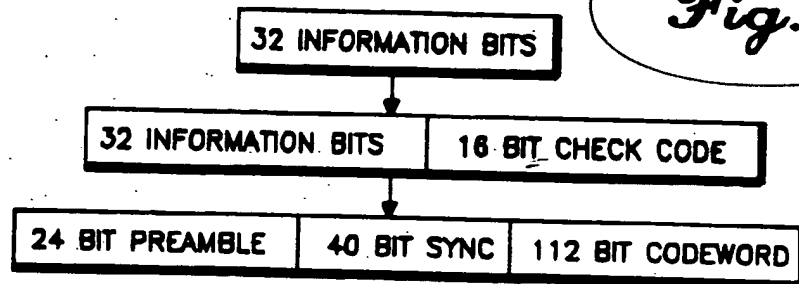 Fig.
32 INFORMATION BITS
32 INFORMATION BITS 16 BIT CHECK CODE
24 BIT PREAMBLE 40 BIT SYNC 112 BIT CODEWORD